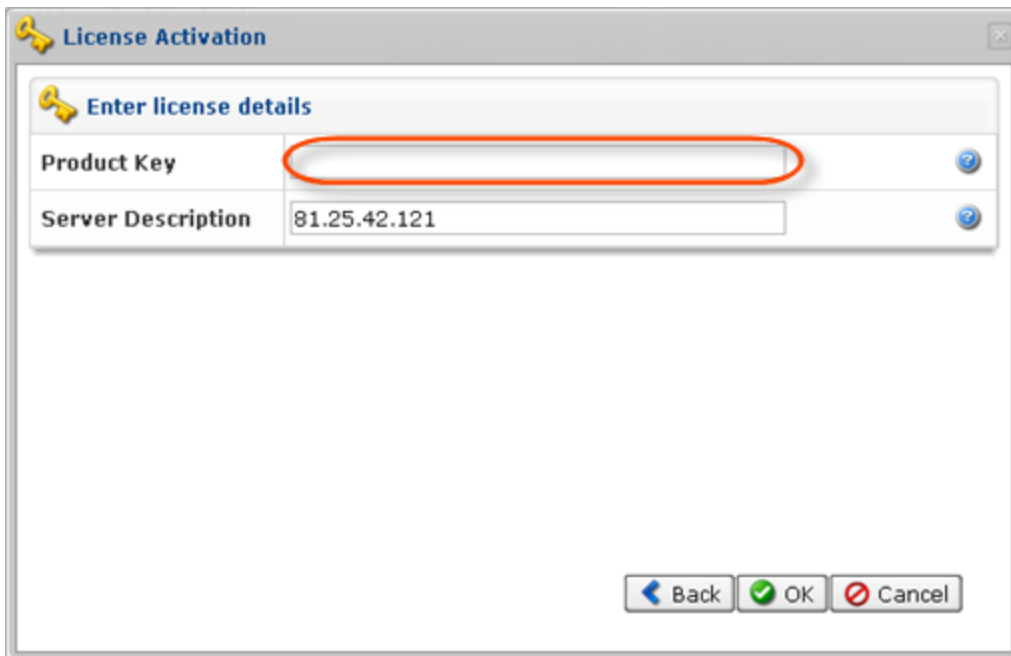 License Activation
Enter license details
Product Key
Server Description 81.25.42.121
Back OK Cancel